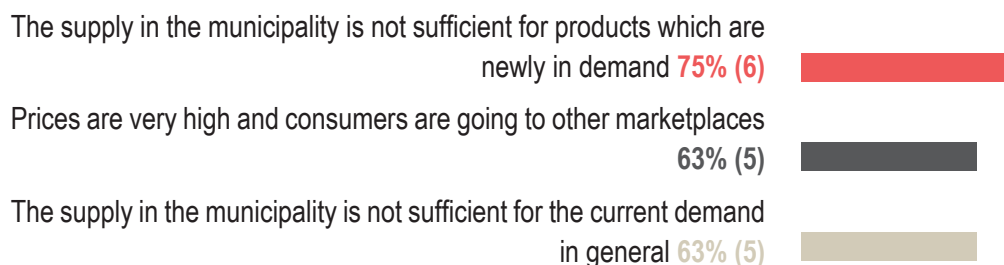 The supply in the municipality is not sufficient for products which are
newly in demand 75% (6)
Prices are very high and consumers are going to other marketplaces
63% (5)
The supply in the municipality is not sufficient for the current demand
in general 63% (5)